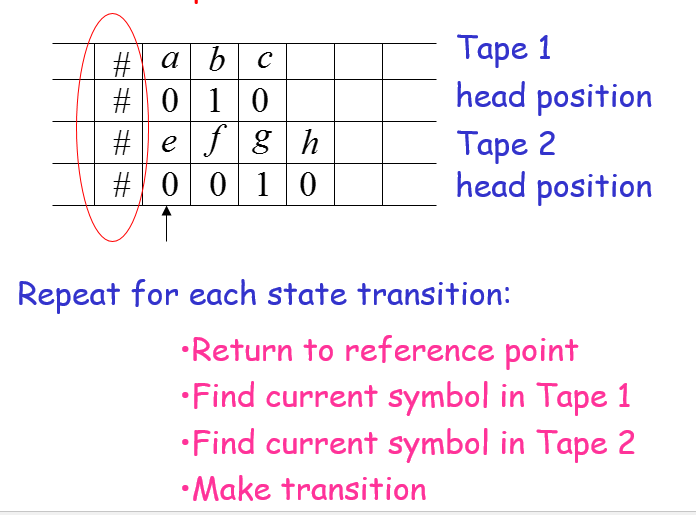 # a b c Tape 1
# 0 1 0 head position
# e f g h Tape 2
# 0 0 1 0 head position
Repeat for each state transition:
•Return to reference point
•Find current symbol in Tape 1
•Find current symbol in Tape 2
•Make transition